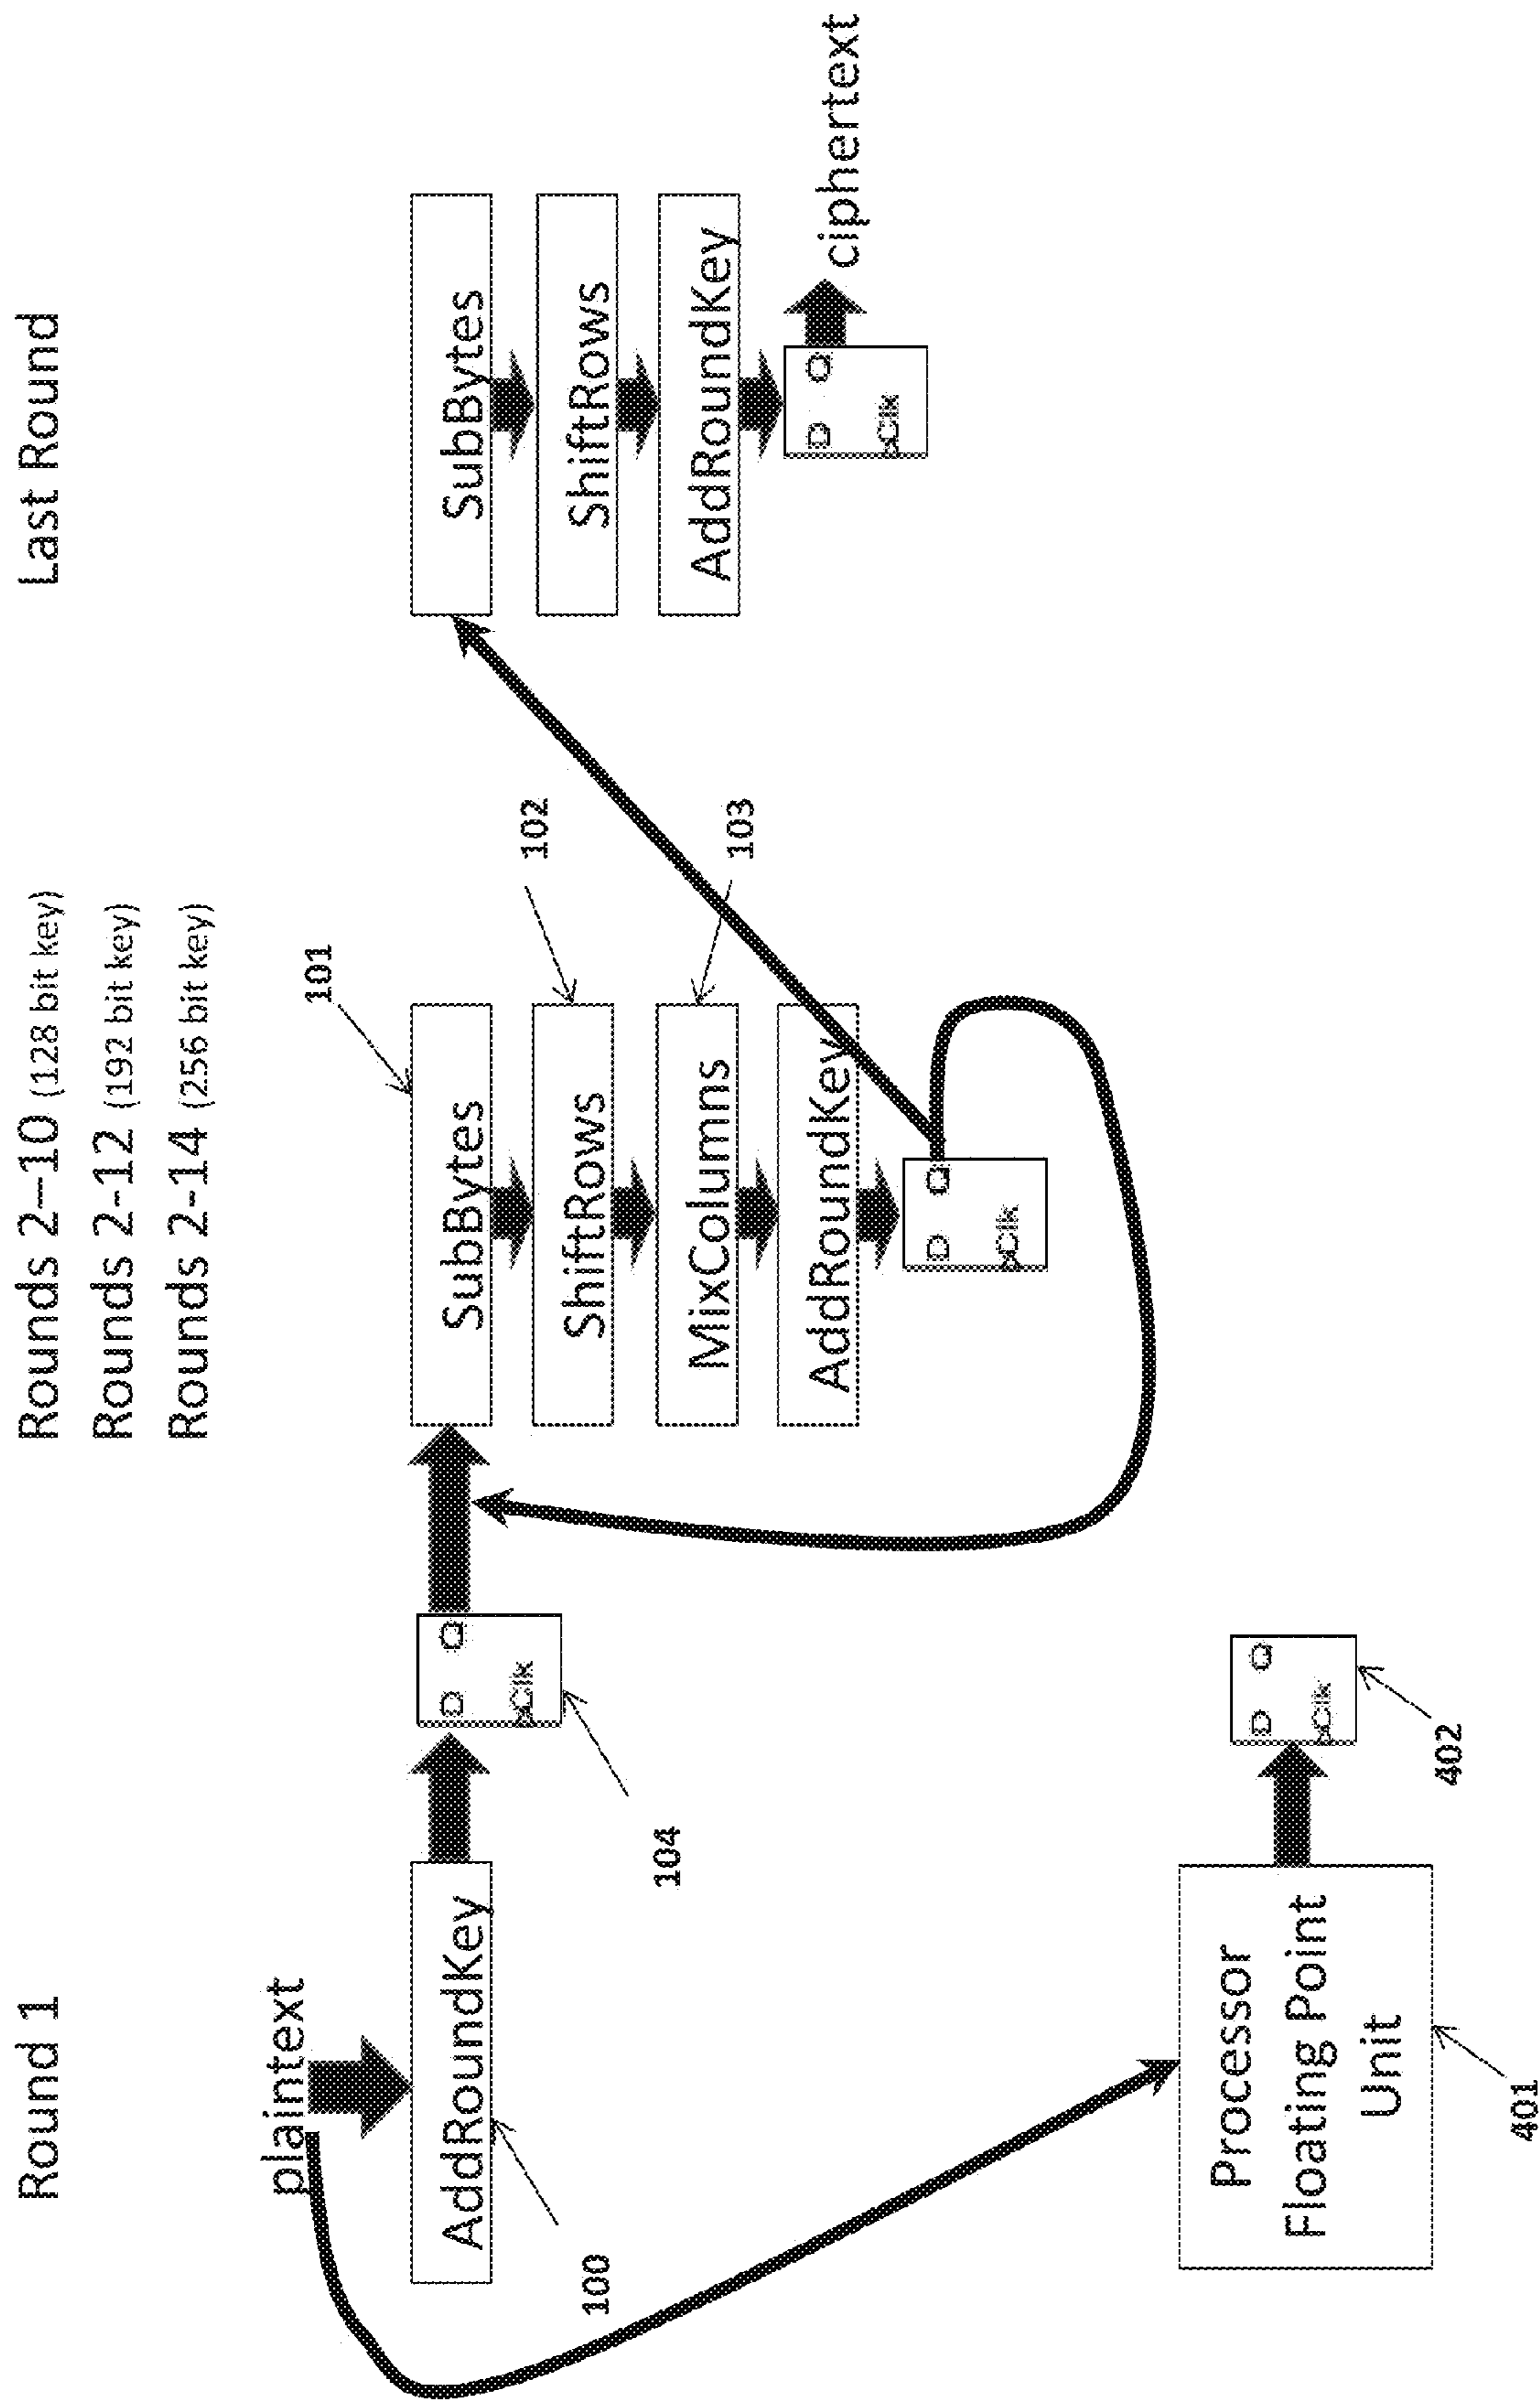 Round 1
Rounds 2–10 (128 bit key)
Rounds 2-12 (192 bit key)
Rounds 2-14 (256 bit key)
Last Round
plaintext
AddRoundKey
100
D Q
Clk
104
101
SubBytes
ShiftRows
102
MixColumns
103
AddRoundKey
D Q
Clk
SubBytes
ShiftRows
AddRoundKey
D Q
Clk
ciphertext
Processor
Floating Point
Unit
401
D Q
Clk
402